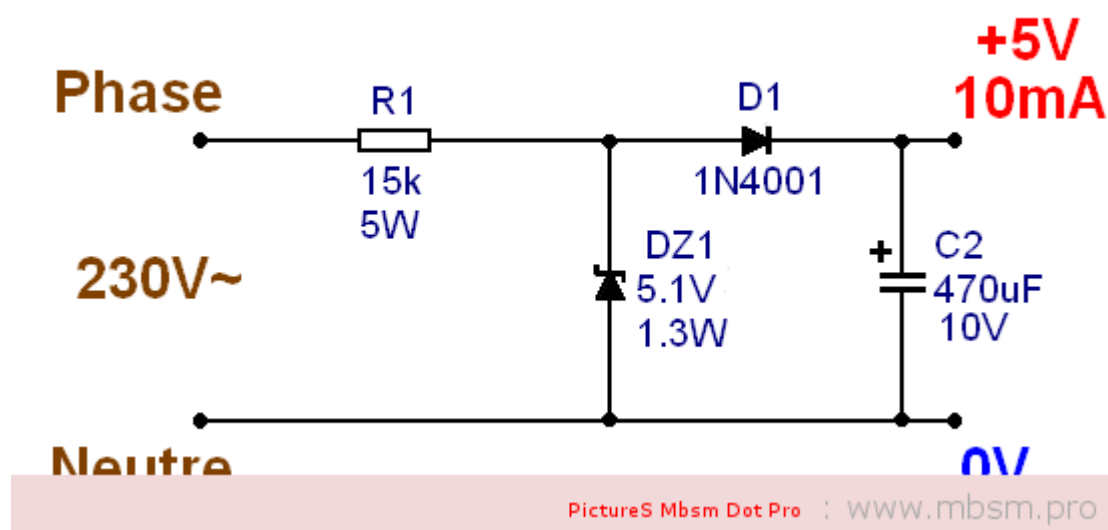 +5V
10mA
Phase
R1
15k
5W
D1
1N4001
230V~
DZ1
5.1V
1.3W
+
C2
470uF
10V
Neutre
0V
PictureS Mbsm Dot Pro : www.mbsm.pro